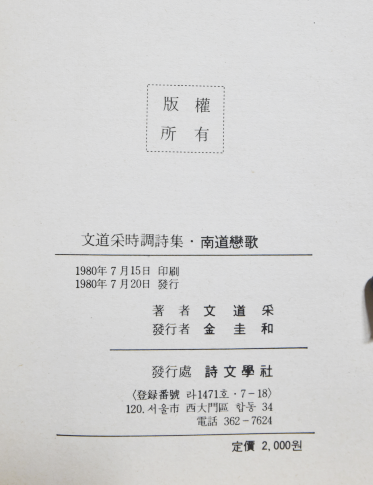 版 權
所 有
文道采時調詩集·南道戀歌
1980年 7月15日 印刷
1980年 7月20日 發行
著 者 文 道 采
發行者 金 圭 和
發行處 詩文學社
〈登録番號 라1471호·7-18〉
120. 서울市 西大門區 합동 34
電話 362-7624
定價 2,000원